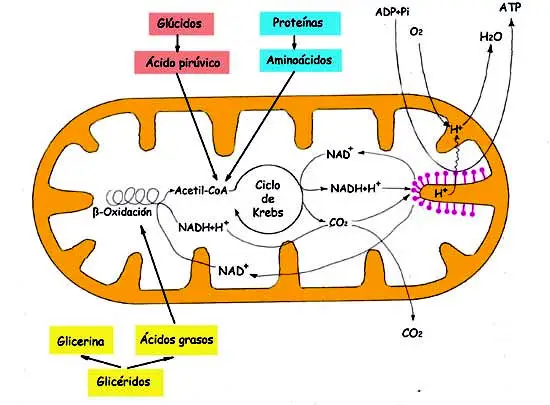 Glúcidos
Proteínas
ADP+Pi
ATP
O2
H2O
Ácido pirúvico
Aminoácidos
H+
NAD+
Acetil-CoA
Ciclo de Krebs
NADH+H+
H+
β-Oxidación
NADH+H+
CO2
NAD+
CO2
Glicerina
Ácidos grasos
Glicéridos